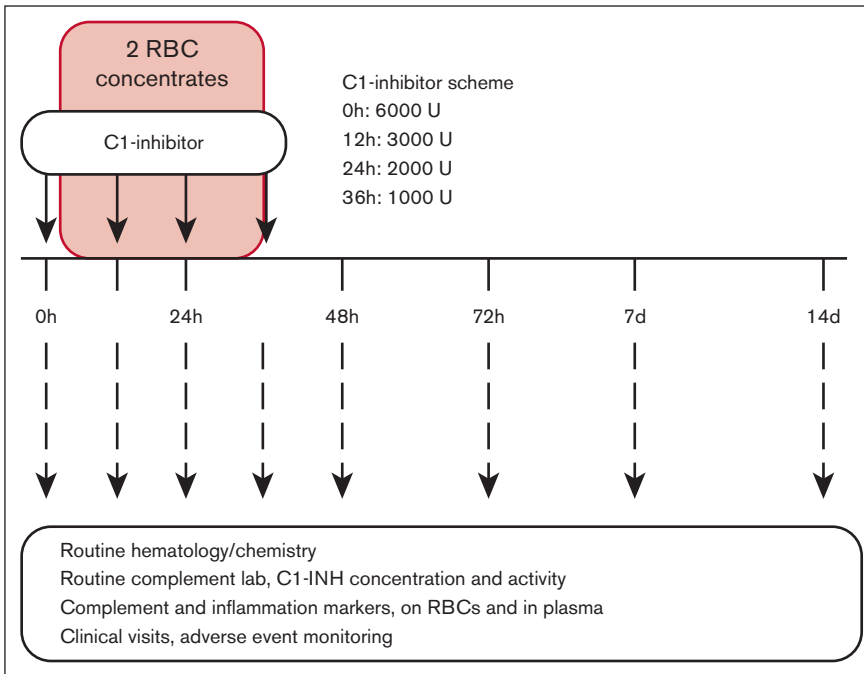 2 RBC
concentrates
C1-inhibitor
C1-inhibitor scheme
0h: 6000 U
12h: 3000 U
24h: 2000 U
36h: 1000 U
0h
24h
48h
72h
7d
14d
Routine hematology/chemistry
Routine complement lab, C1-INH concentration and activity
Complement and inflammation markers, on RBCs and in plasma
Clinical visits, adverse event monitoring